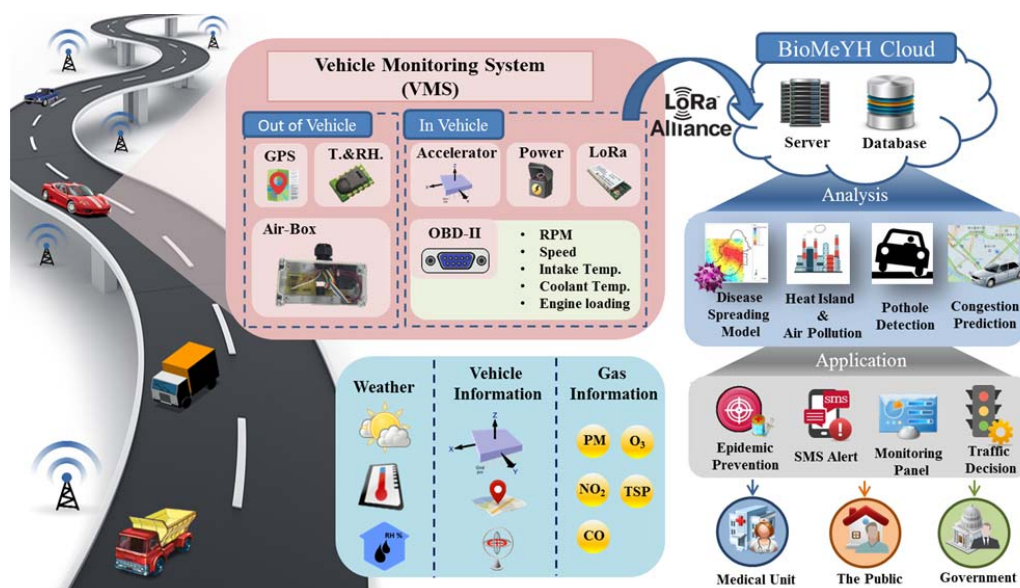 Vehicle Monitoring System
(VMS)
Out of Vehicle
In Vehicle
GPS
T.&RH.
Accelerator
Power
LoRa
Air-Box
OBD-II
• RPM
• Speed
• Intake Temp.
• Coolant Temp.
• Engine loading
LoRa
Alliance
BioMeYH Cloud
Server
Database
Analysis
Disease
Spreading
Model
Heat Island
&
Air Pollution
Pothole
Detection
Congestion
Prediction
Application
sms
Epidemic
Prevention
SMS Alert
Monitoring
Panel
Traffic
Decision
Medical Unit
The Public
Government
Weather
RH %
Vehicle
Information
Z
X
Y
Gas
Information
PM
O3
NO2
TSP
CO